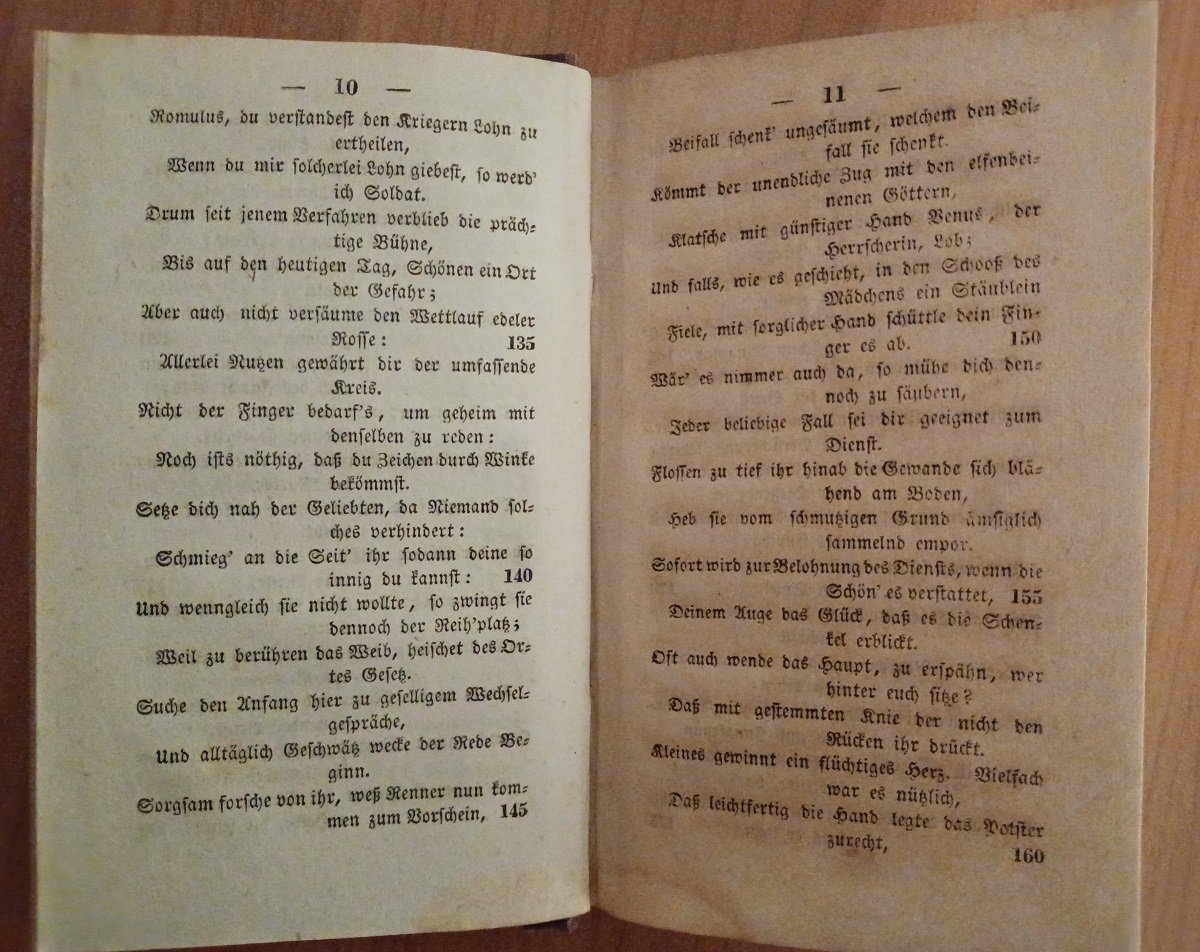 — 10 —
Romulus, du verstandest den Kriegern Lohn zu
ertheilen,
Wenn du mir solcherlei Lohn giebest, so werd'
ich Soldat.
Drum seit jenem Verfahren verblieb die präch-
tige Bühne,
Bis auf den heutigen Tag, Schönen ein Ort
der Gefahr;
Aber auch nicht versäume den Wettlauf edeler
Rosse: 135
Allerlei Nutzen gewährt dir der umfassende
Kreis.
Nicht der Finger bedarf's, um geheim mit
denselben zu reden:
Noch ists nöthig, daß du Zeichen durch Winke
bekömmst.
Setze dich nah der Geliebten, da Niemand sol-
ches verhindert:
Schmieg' an die Seit' ihr sodann deine so
innig du kannst: 140
Und wenngleich sie nicht wollte, so zwingt sie
dennoch der Reih'platz;
Weil zu berühren das Weib, heischet des Or-
tes Gesetz.
Suche den Anfang hier zu geselligem Wechsel-
gespräche,
Und alltäglich Geschwätz wecke der Rede Be-
ginn.
Sorgsam forsche von ihr, weß Renner nun kom-
men zum Vorschein, 145
— 11 —
Beifall schenk' ungesäumt, welchem den Bei-
fall sie schenkt.
Kömmt der unendliche Zug mit den elfenbei-
nenen Göttern,
Klatsche mit günstiger Hand Venus, der
Herrscherin, Lob;
Und falls, wie es geschieht, in den Schooß des
Mädchens ein Stäublein
Fiele, mit sorglicher Hand schüttle dein Fin-
ger es ab. 150
Wär' es nimmer auch da, so mühe dich den-
noch zu säubern,
Jeder beliebige Fall sei dir geeignet zum
Dienst.
Flossen zu tief ihr hinab die Gewande sich blä-
hend am Boden,
Heb sie vom schmutzigen Grund ämsiglich
sammelnd empor.
Sofort wird zur Belohnung des Diensts, wenn die
Schön' es verstattet, 155
Deinem Auge das Glück, daß es die Schen-
kel erblickt.
Oft auch wende das Haupt, zu erspähn, wer
hinter euch sitze?
Daß mit gestemmten Knie der nicht den
Rücken ihr drückt.
Kleines gewinnt ein flüchtiges Herz. Vielfach
war es nützlich,
Daß leichtfertig die Hand legte das Polster
zurecht,
160